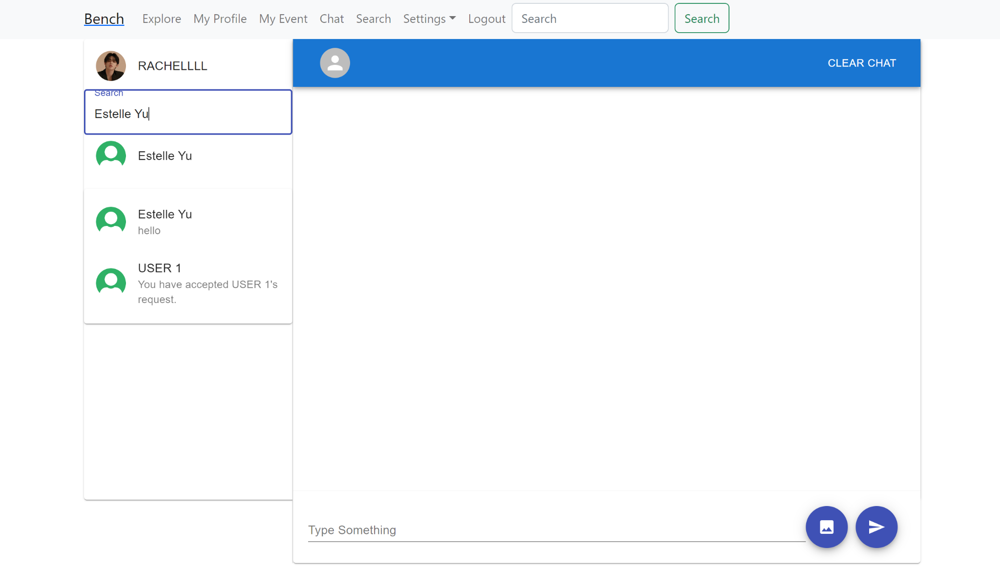 Bench Explore My Profile My Event Chat Search Settings Logout Search Search
RACHELLLL
CLEAR CHAT
Search
Estelle Yu
Estelle Yu
Estelle Yu
hello
USER 1
You have accepted USER 1's
request.
Type Something